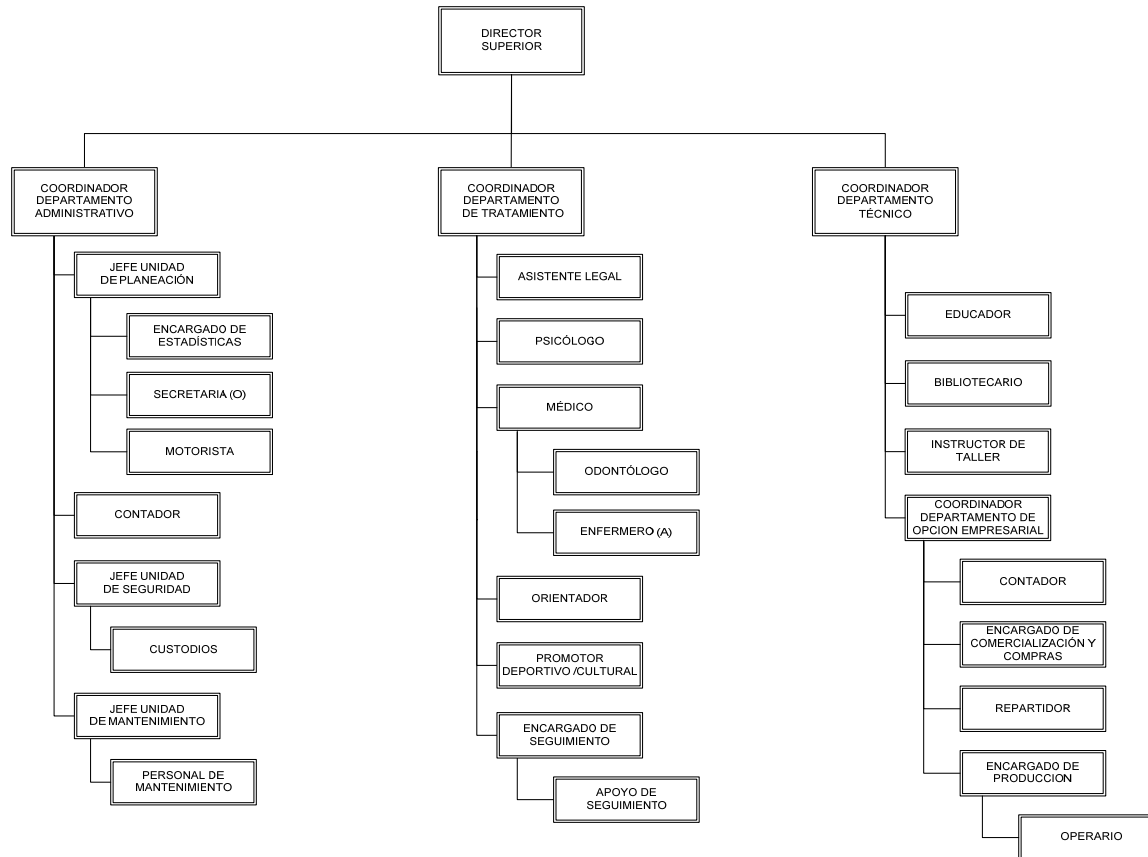 DIRECTOR
SUPERIOR
COORDINADOR
DEPARTAMENTO
ADMINISTRATIVO
JEFE UNIDAD
DE PLANEACIÓN
ENCARGADO DE
ESTADÍSTICAS
SECRETARIA (O)
MOTORISTA
CONTADOR
JEFE UNIDAD
DE SEGURIDAD
CUSTODIOS
JEFE UNIDAD
DE MANTENIMIENTO
PERSONAL DE
MANTENIMIENTO
COORDINADOR
DEPARTAMENTO
DE TRATAMIENTO
ASISTENTE LEGAL
PSICÓLOGO
MÉDICO
ODONTÓLOGO
ENFERMERO (A)
ORIENTADOR
PROMOTOR
DEPORTIVO /CULTURAL
ENCARGADO DE
SEGUIMIENTO
APOYO DE
SEGUIMIENTO
COORDINADOR
DEPARTAMENTO
TÉCNICO
EDUCADOR
BIBLIOTECARIO
INSTRUCTOR DE
TALLER
COORDINADOR
DEPARTAMENTO DE
OPCION EMPRESARIAL
CONTADOR
ENCARGADO DE
COMERCIALIZACIÓN Y
COMPRAS
REPARTIDOR
ENCARGADO DE
PRODUCCION
OPERARIO